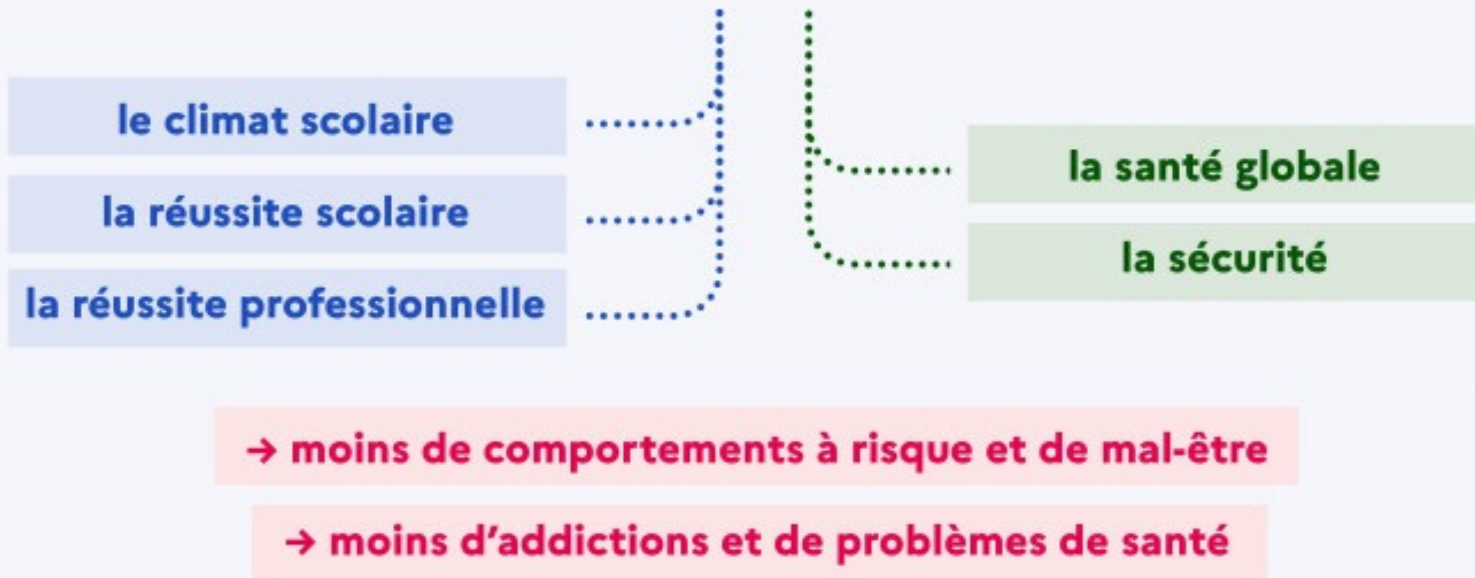 le climat scolaire
la réussite scolaire
la réussite professionnelle
la santé globale
la sécurité
→ moins de comportements à risque et de mal-être
→ moins d’addictions et de problèmes de santé